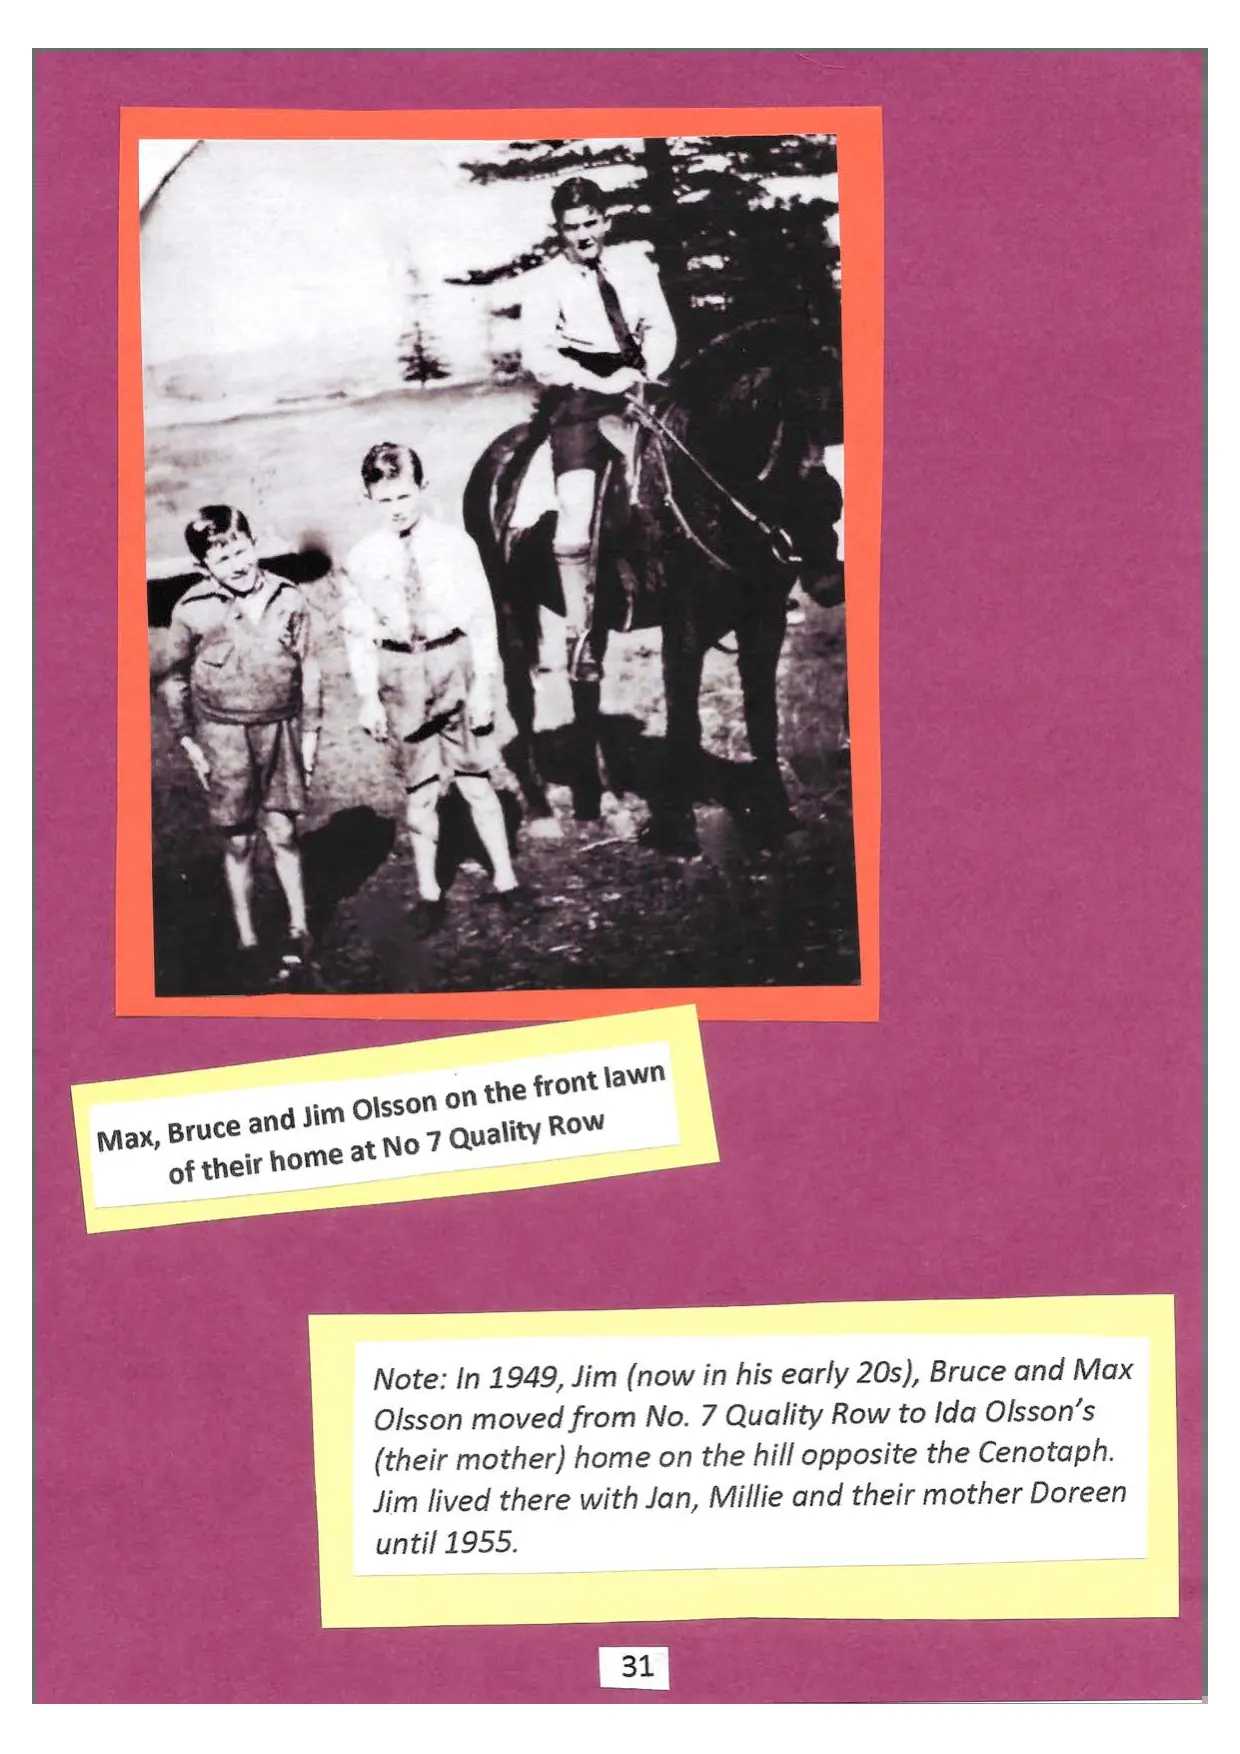 Max, Bruce and Jim Olsson on the front lawn
of their home at No 7 Quality Row
Note: In 1949, Jim (now in his early 20s), Bruce and Max
Olsson moved from No. 7 Quality Row to Ida Olsson's
(their mother) home on the hill opposite the Cenotaph.
Jim lived there with Jan, Millie and their mother Doreen
until 1955.
31